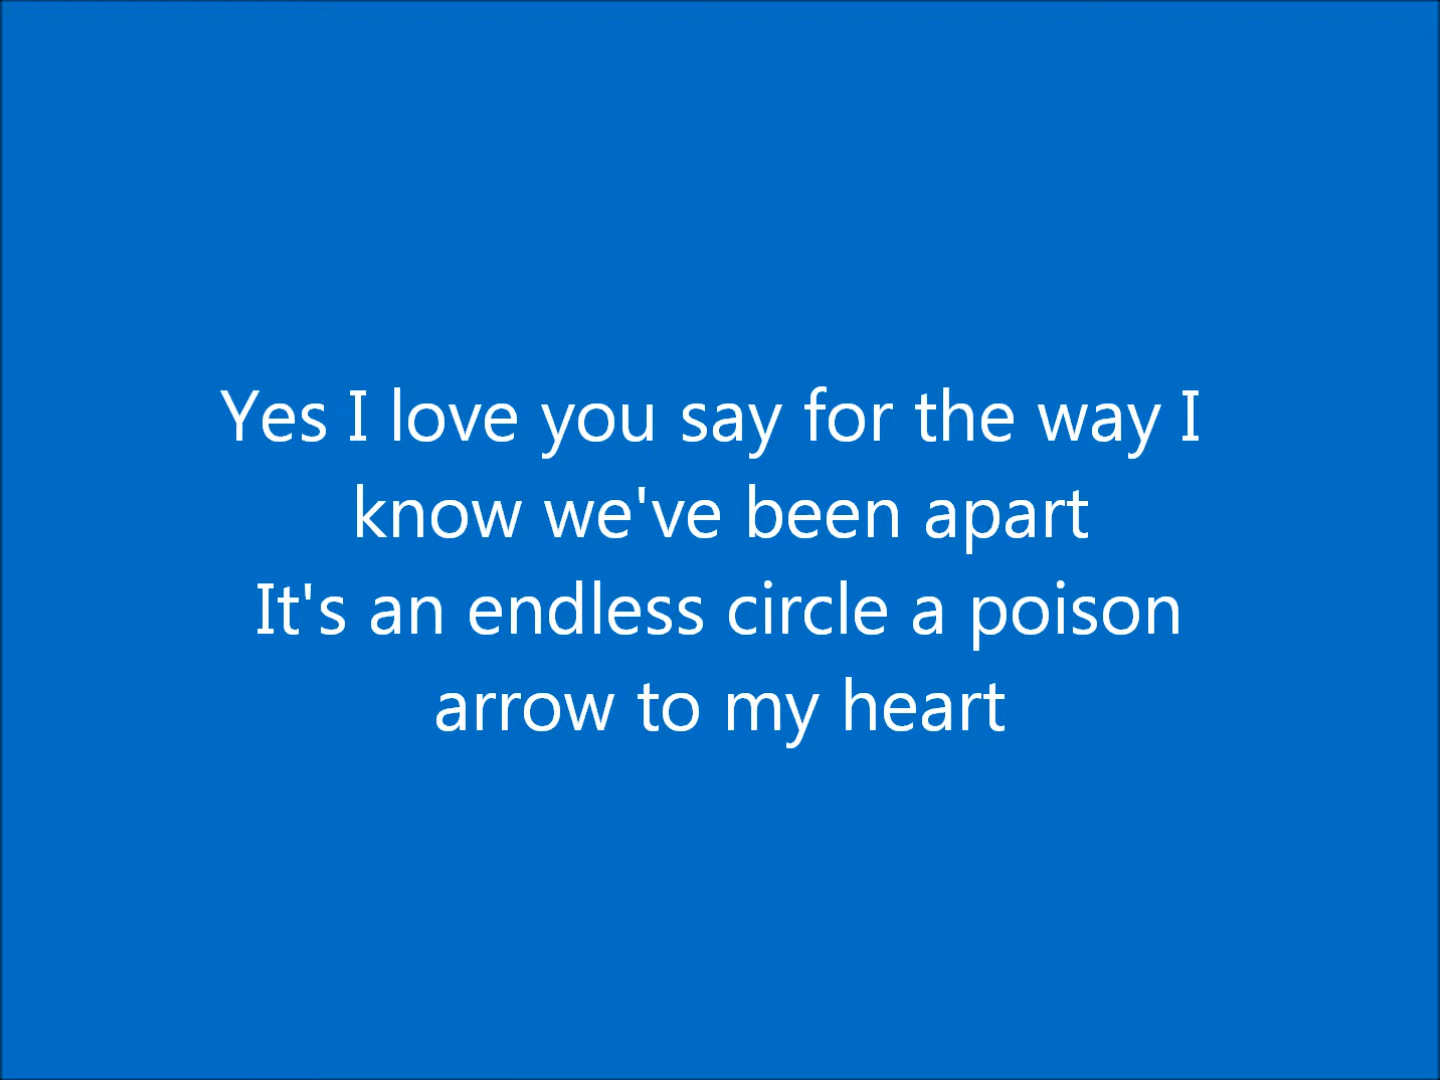 Yes I love you say for the way I
know we've been apart
It's an endless circle a poison
arrow to my heart